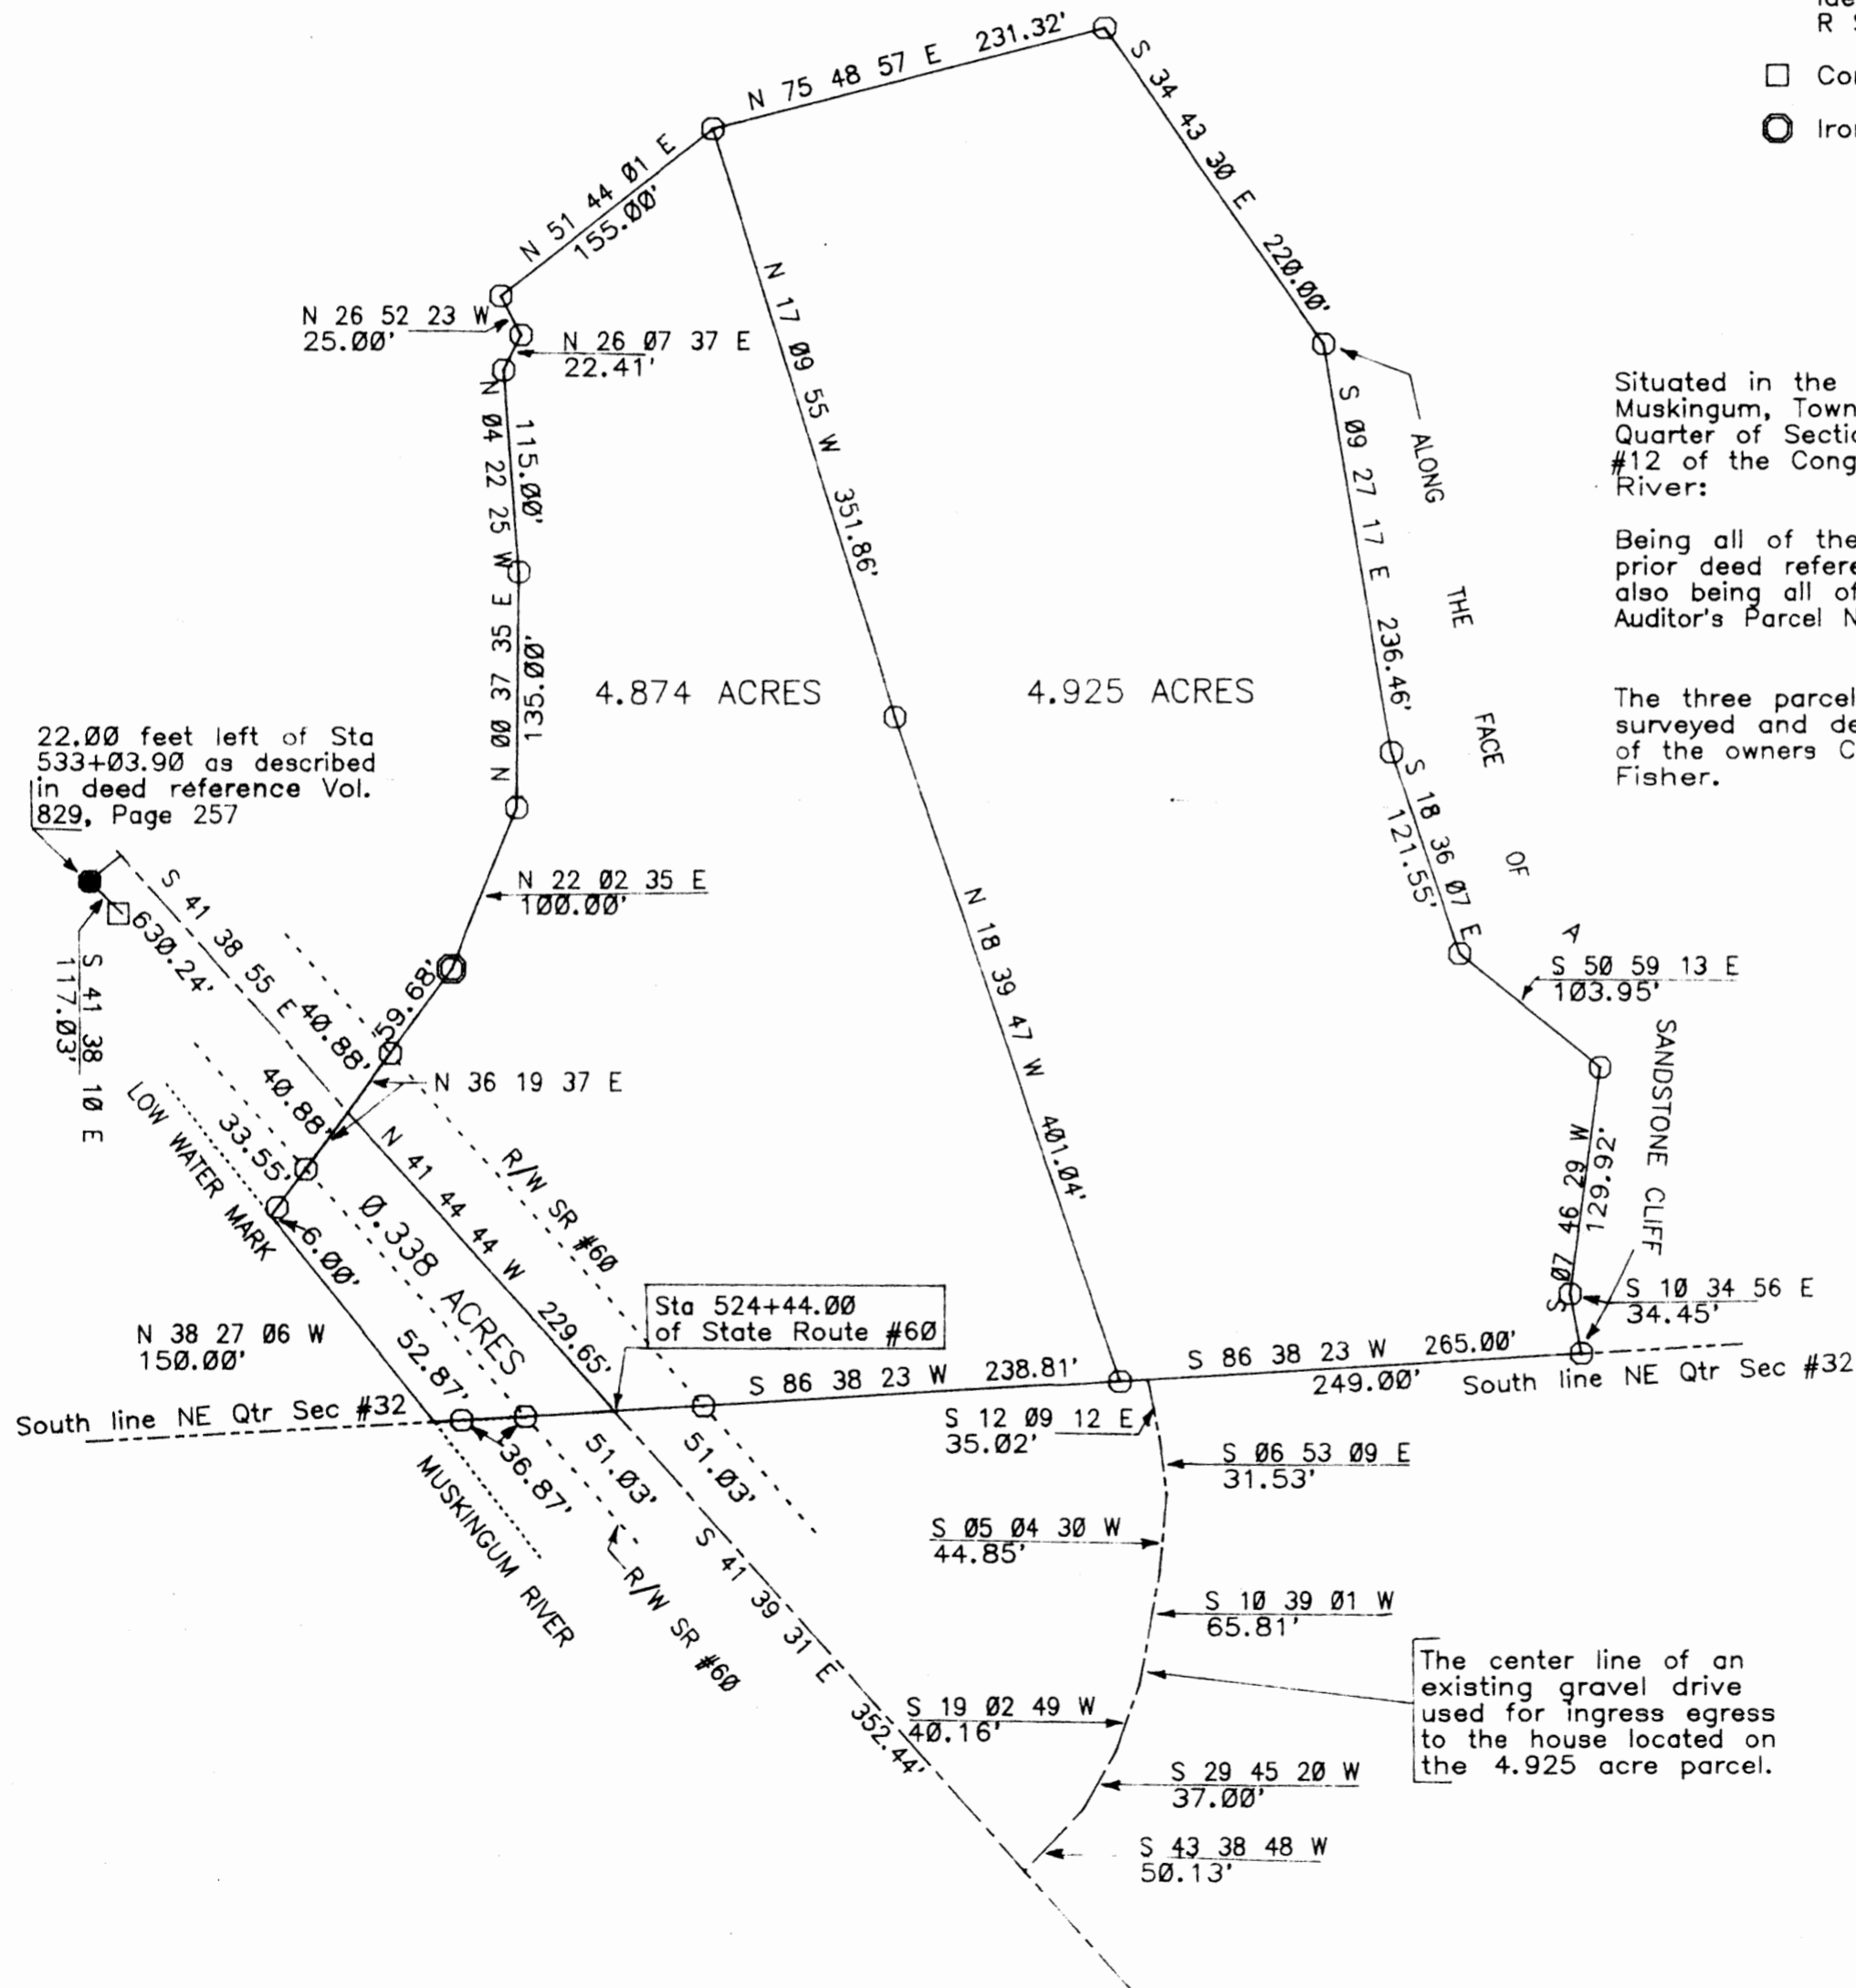 R S
Co
Iro
N 75 48 57 E 231.32'
S 34 43 30 E 220.00'
N 51 44 01 E
155.00'
N 26 52 23 W
25.00'
N 26 07 37 E
22.41'
N 17 09 55 W 351.86'
N 04 22 25 W
115.00'
S 09 27 17 E 236.46'
ALONG THE FACE OF A SANDSTONE CLIFF
Situated in the
Muskingum, Town
Quarter of Sectio
#12 of the Cong
River:
Being all of the
prior deed refere
also being all of
Auditor's Parcel N
The three parcel
surveyed and de
of the owners C
Fisher.
N 00 37 35 E
135.00'
4.874 ACRES
4.925 ACRES
22.00 feet left of Sta
533+03.90 as described
in deed reference Vol.
829, Page 257
S 18 36 07 E
121.55'
N 22 02 35 E
100.00'
S 41 38 55 E
630.24'
S 41 38 10 E
117.03'
N 18 39 47 W 401.04'
S 50 59 13 E
103.95'
59.68'
40.88'
40.88'
33.55'
N 36 19 37 E
LOW WATER MARK
N 41 44 44 W 229.65'
R/W SR #60
S 07 46 29 W
129.92'
0.338 ACRES
6.00'
S 10 34 56 E
34.45'
Sta 524+44.00
of State Route #60
N 38 27 06 W
150.00'
52.87'
S 86 38 23 W 238.81'
S 86 38 23 W 265.00'
249.00'
South line NE Qtr Sec #32
South line NE Qtr Sec #32
36.87'
51.03'
51.03'
MUSKINGUM RIVER
R/W SR #60
S 12 09 12 E
35.02'
S 06 53 09 E
31.53'
S 05 04 30 W
44.85'
S 10 39 01 W
65.81'
S 41 39 31 E 352.44'
The center line of an
existing gravel drive
used for ingress egress
to the house located on
the 4.925 acre parcel.
S 19 02 49 W
40.16'
S 29 45 20 W
37.00'
S 43 38 48 W
50.13'